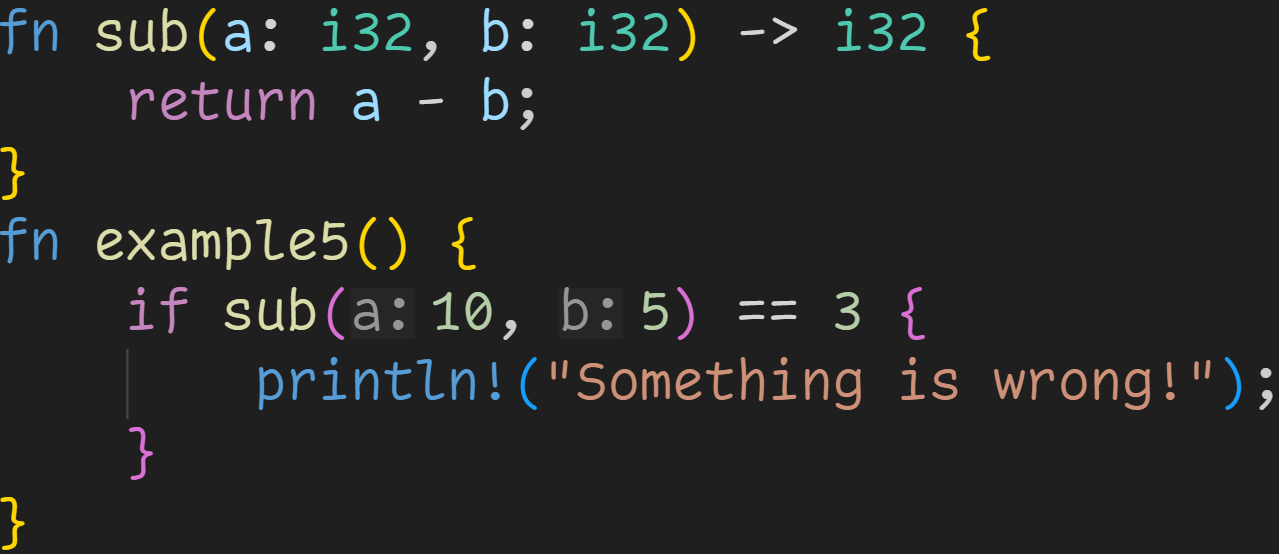 fn sub(a: i32, b: i32) -> i32 {
    return a - b;
}
fn example5() {
    if sub(a: 10, b: 5) == 3 {
        println!("Something is wrong!");
    }
}